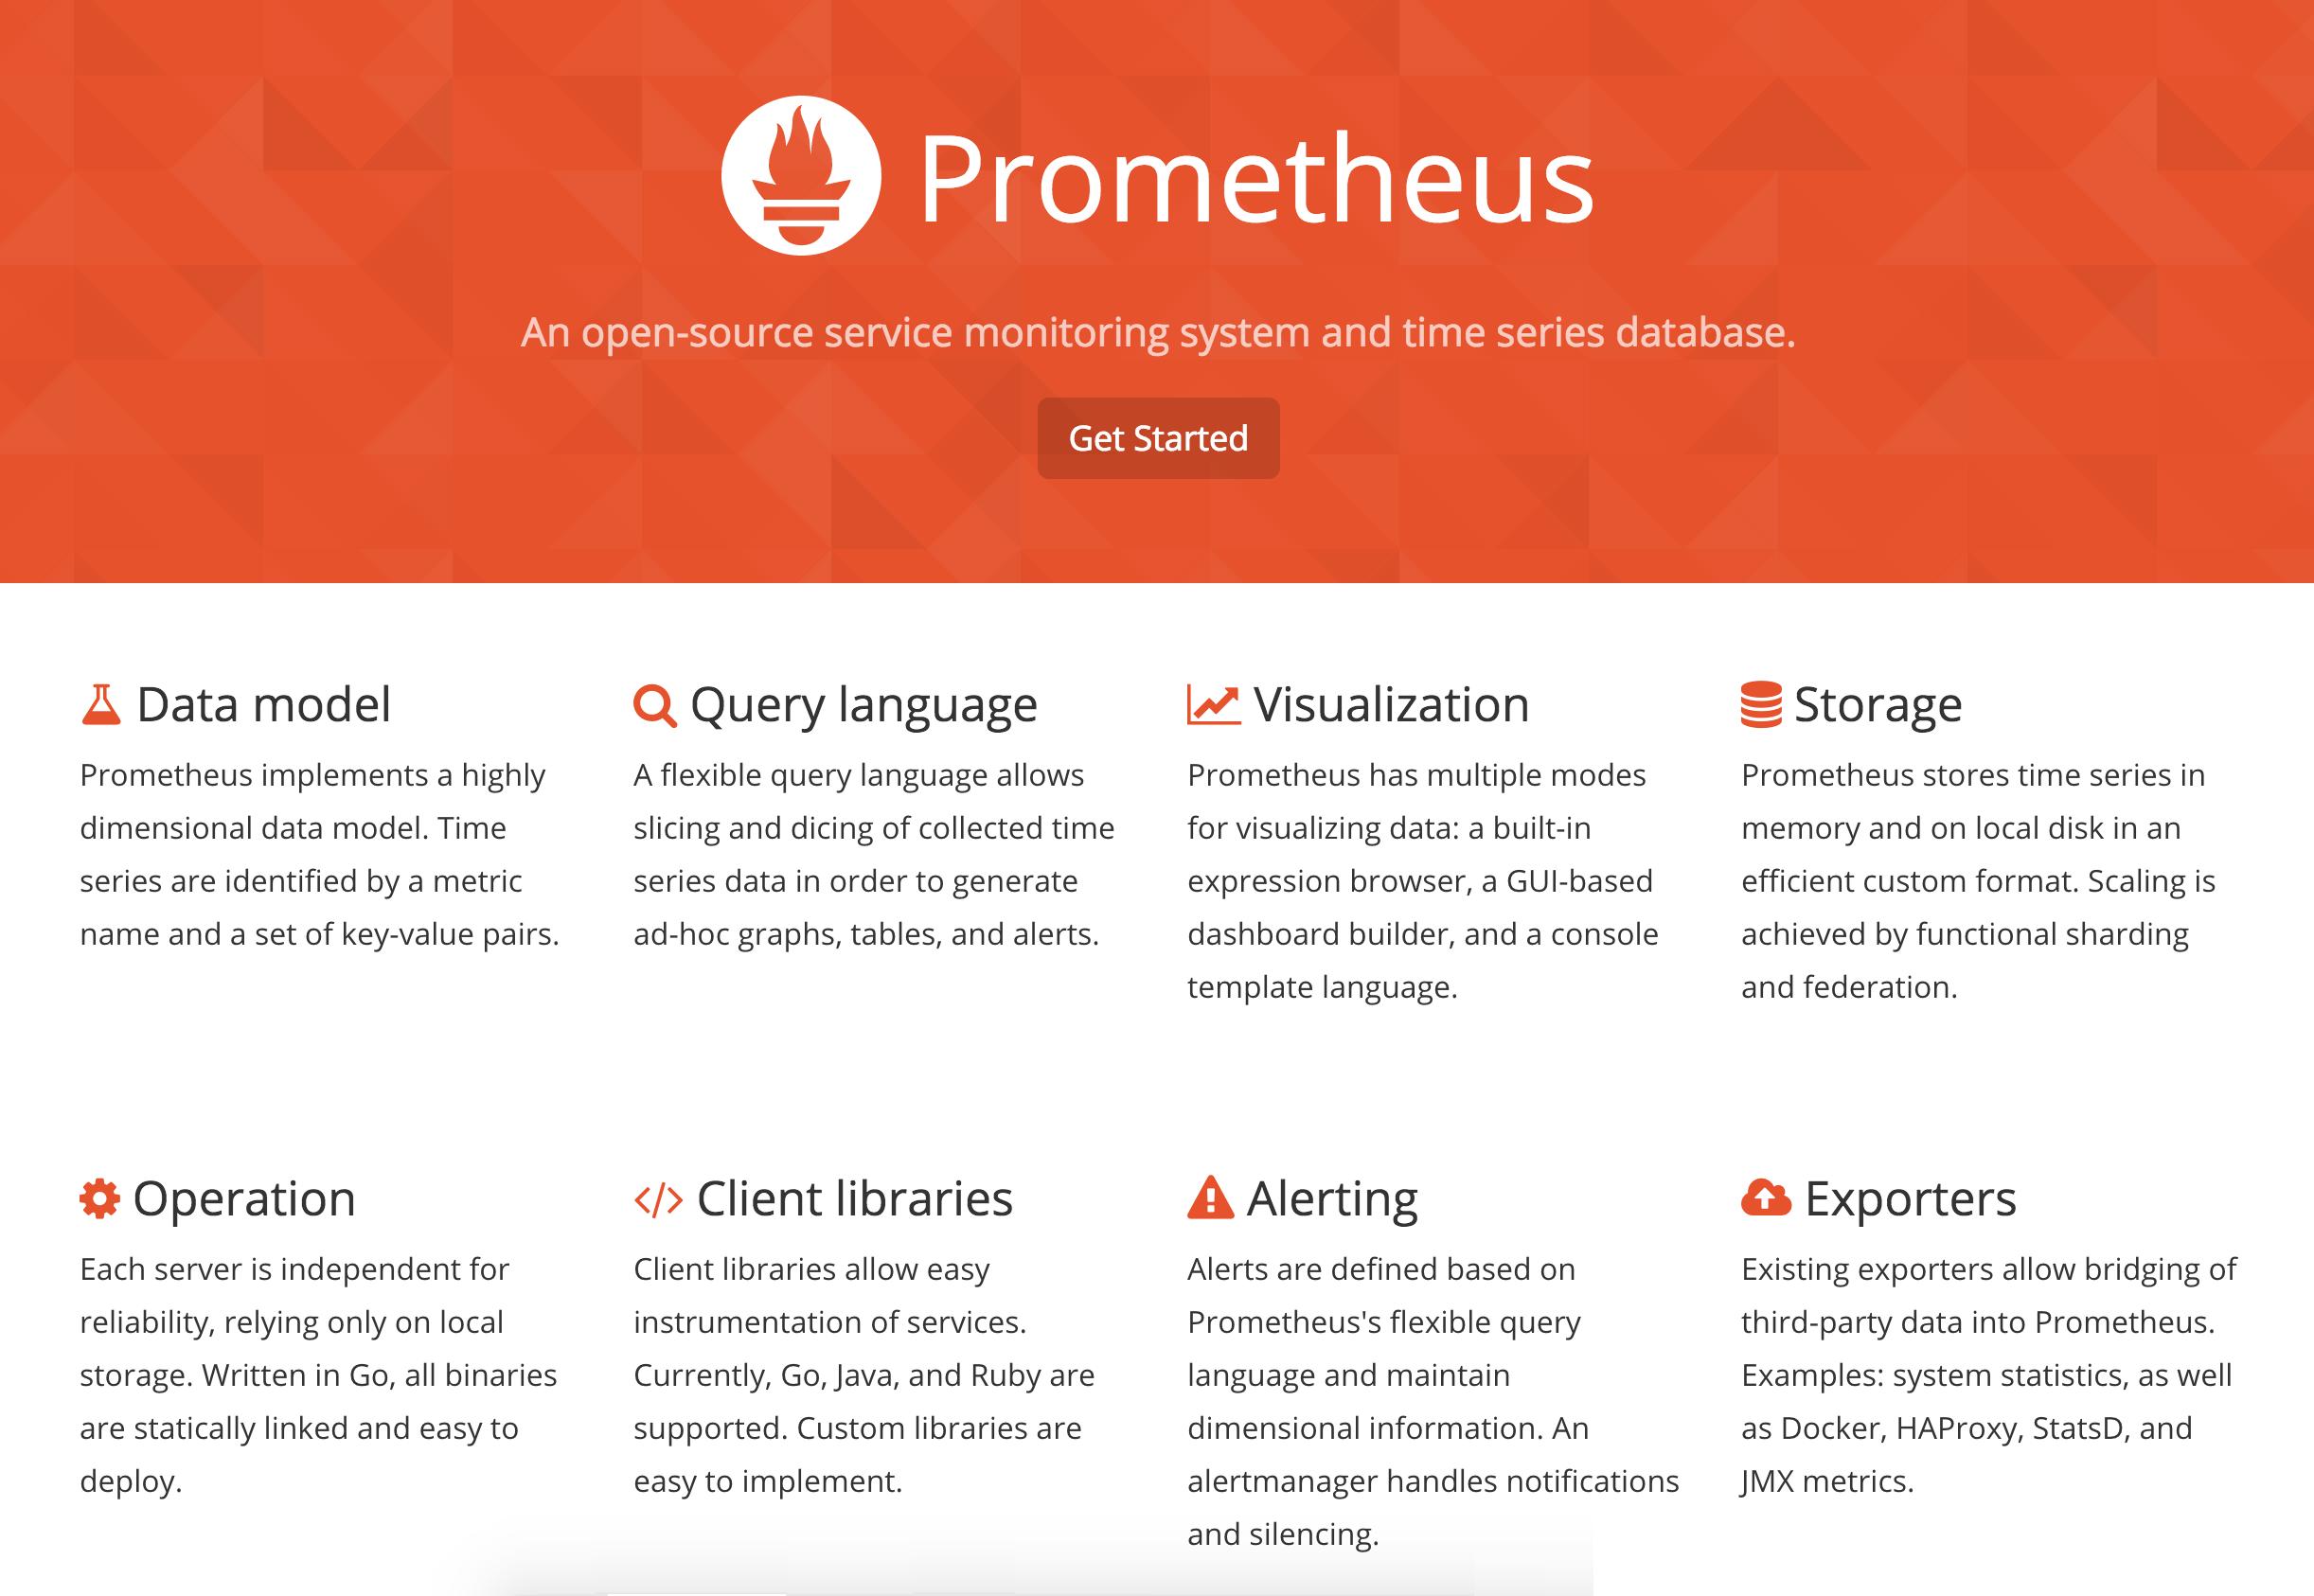 Prometheus
An open-source service monitoring system and time series database.
Get Started
Data model
Prometheus implements a highly
dimensional data model. Time
series are identified by a metric
name and a set of key-value pairs.
Query language
A flexible query language allows
slicing and dicing of collected time
series data in order to generate
ad-hoc graphs, tables, and alerts.
Visualization
Prometheus has multiple modes
for visualizing data: a built-in
expression browser, a GUI-based
dashboard builder, and a console
template language.
Storage
Prometheus stores time series in
memory and on local disk in an
efficient custom format. Scaling is
achieved by functional sharding
and federation.
Operation
Each server is independent for
reliability, relying only on local
storage. Written in Go, all binaries
are statically linked and easy to
deploy.
Client libraries
Client libraries allow easy
instrumentation of services.
Currently, Go, Java, and Ruby are
supported. Custom libraries are
easy to implement.
Alerting
Alerts are defined based on
Prometheus's flexible query
language and maintain
dimensional information. An
alertmanager handles notifications
and silencing.
Exporters
Existing exporters allow bridging of
third-party data into Prometheus.
Examples: system statistics, as well
as Docker, HAProxy, StatsD, and
JMX metrics.